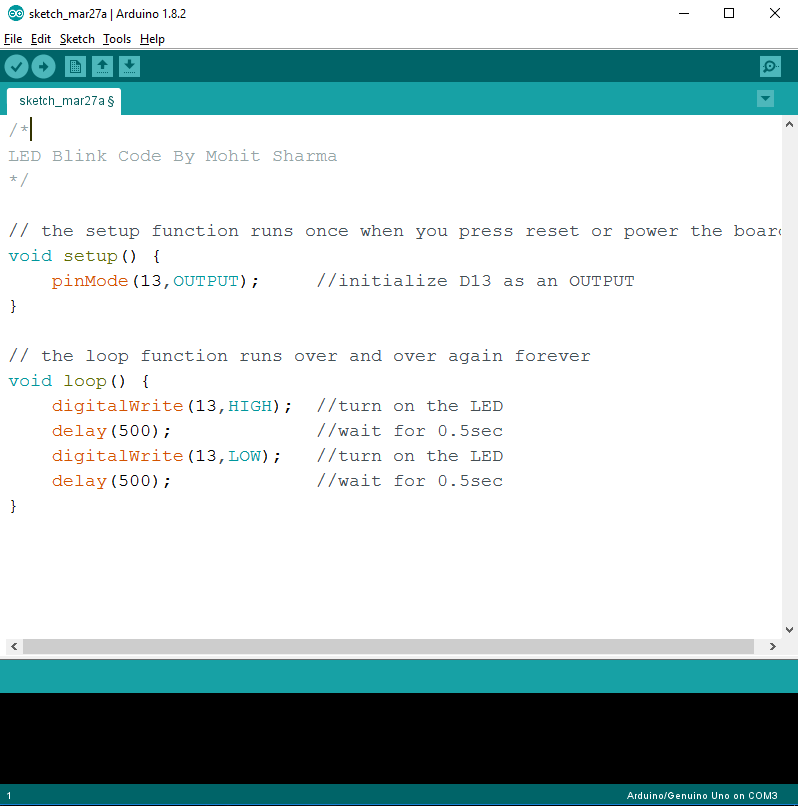 sketch_mar27a | Arduino 1.8.2
File Edit Sketch Tools Help
sketch_mar27a §
/*
LED Blink Code By Mohit Sharma
*/
// the setup function runs once when you press reset or power the
void setup() {
    pinMode(13,OUTPUT);     //initialize D13 as an OUTPUT
}
// the loop function runs over and over again forever
void loop() {
    digitalWrite(13,HIGH);  //turn on the LED
    delay(500);             //wait for 0.5sec
    digitalWrite(13,LOW);   //turn on the LED
    delay(500);             //wait for 0.5sec
}
1
Arduino/Genuino Uno on COM3